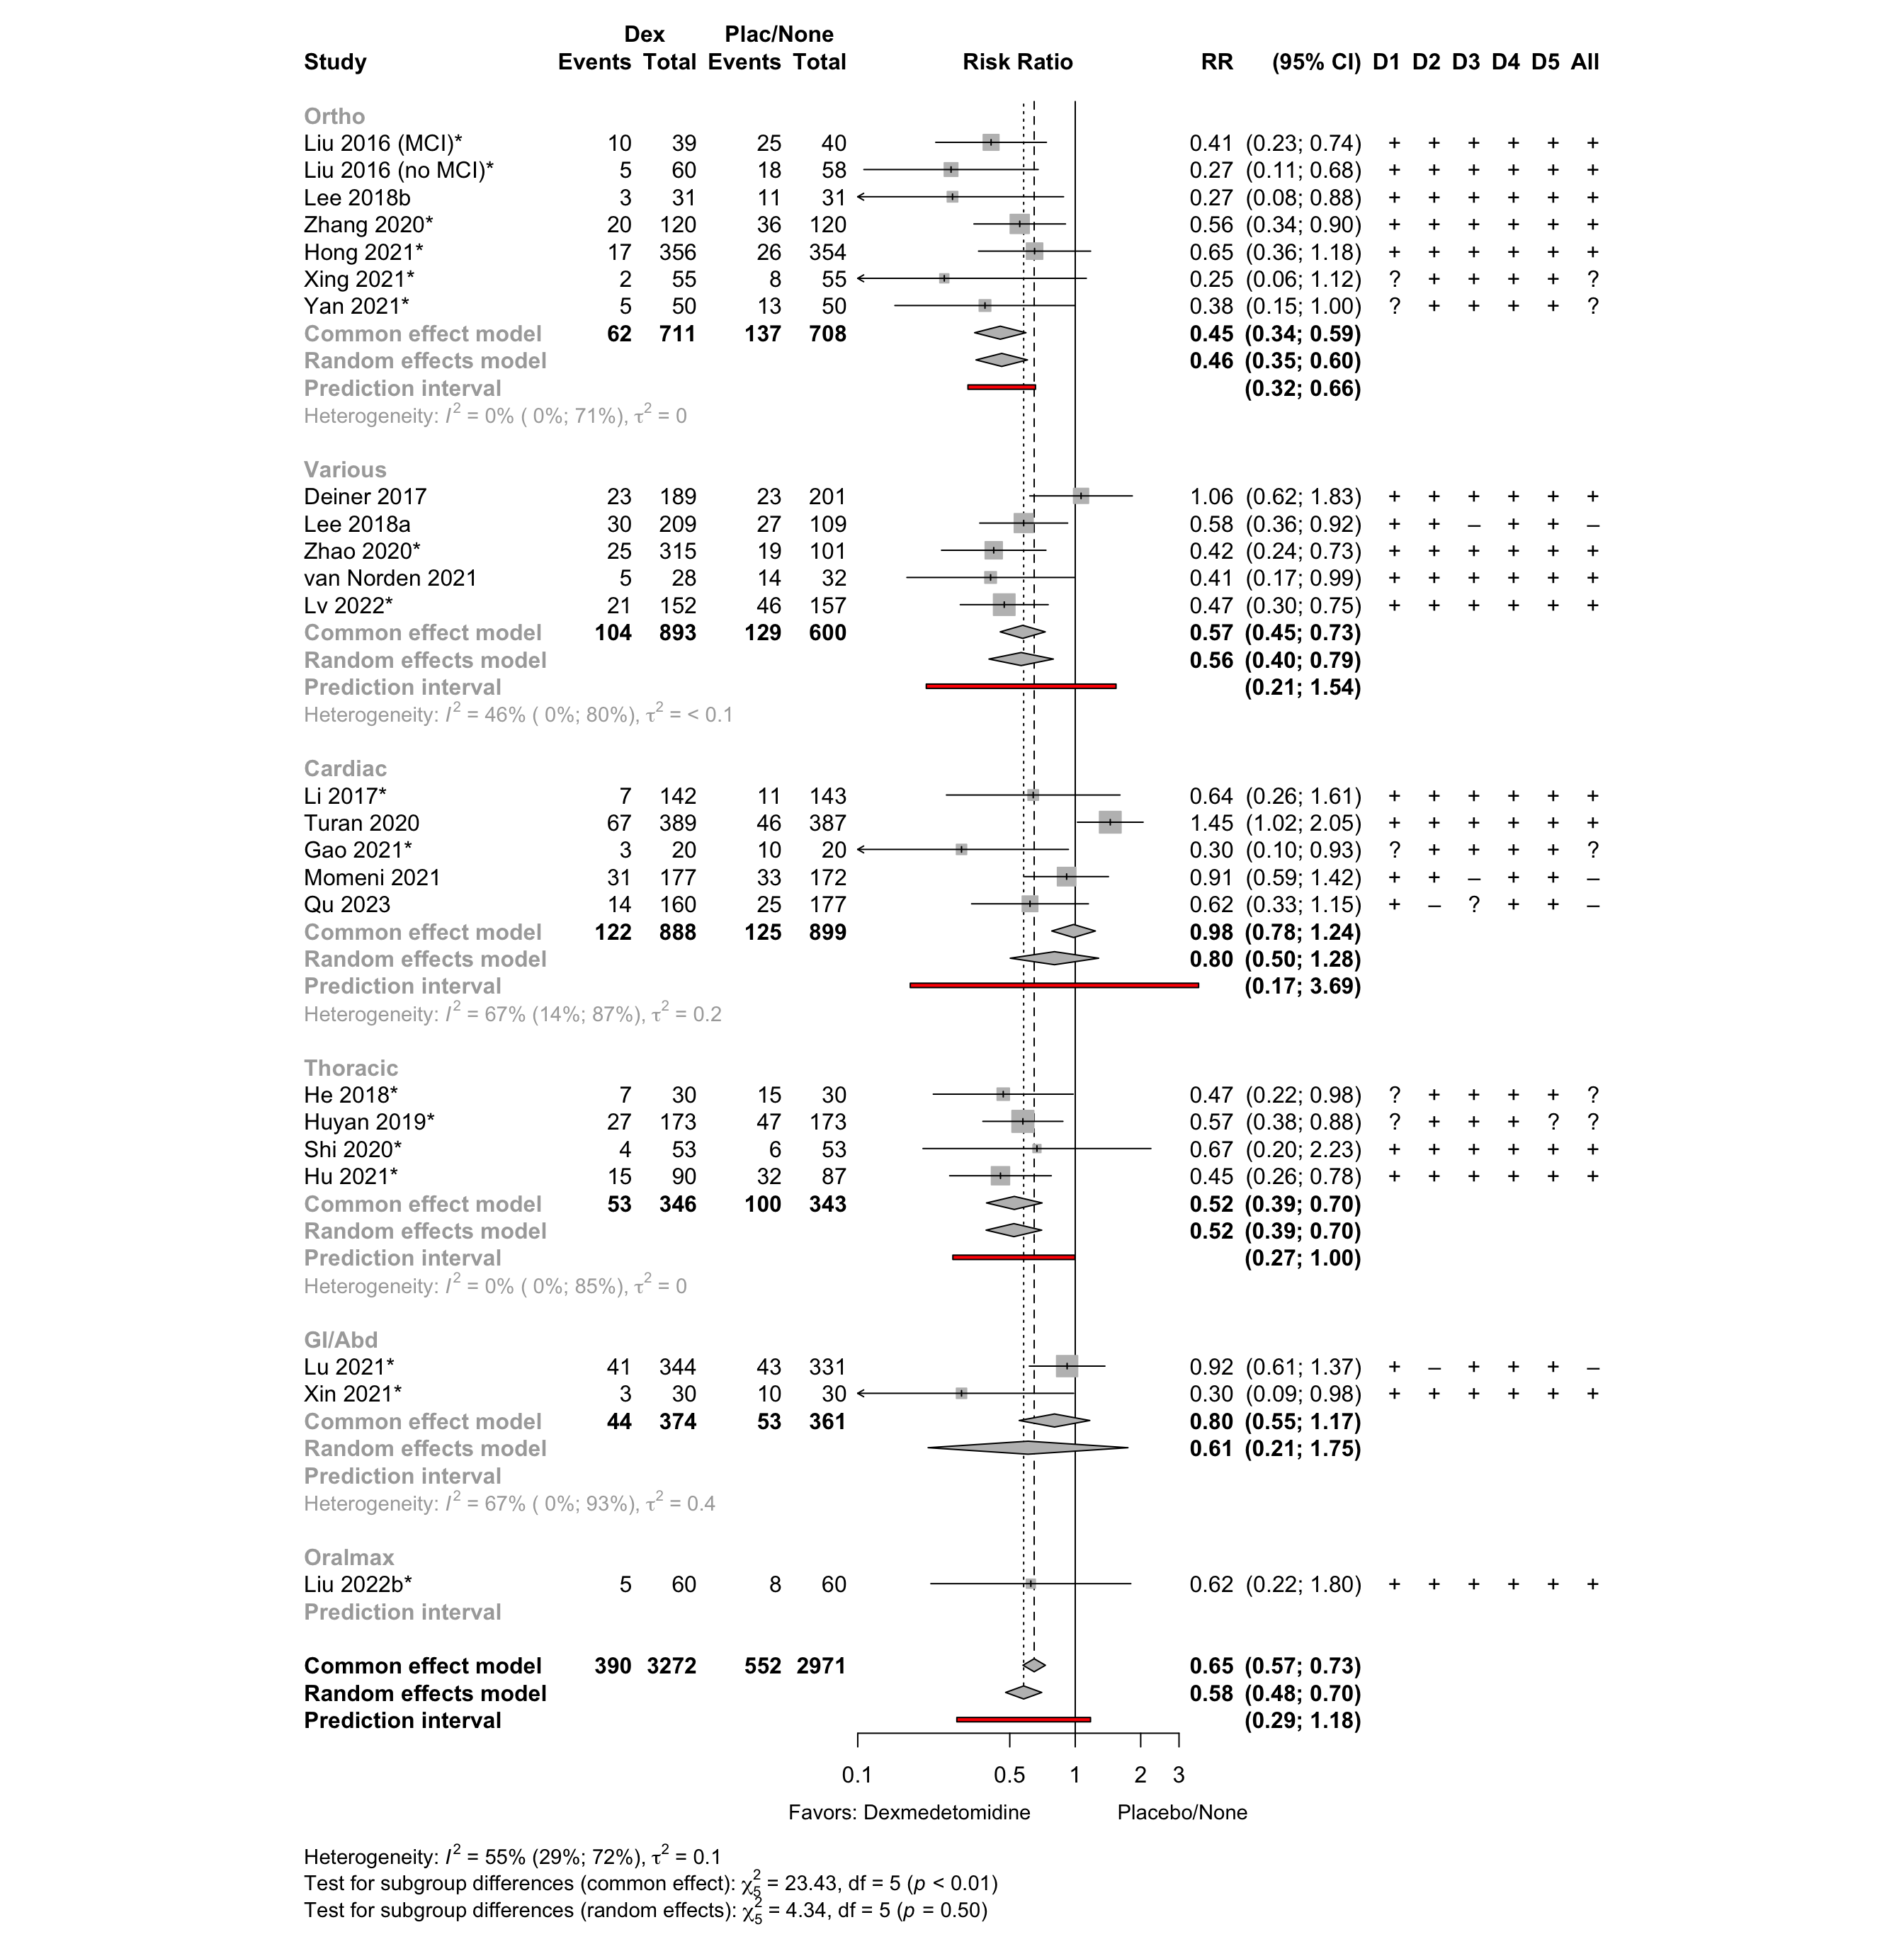 Dex Plac/None
Study Events Total Events Total Risk Ratio RR (95% CI) D1 D2 D3 D4 D5 All
Ortho
Liu 2016 (MCI)* 10 39 25 40 0.41 (0.23; 0.74) + + + + + +
Liu 2016 (no MCI)* 5 60 18 58 0.27 (0.11; 0.68) + + + + + +
Lee 2018b 3 31 11 31 0.27 (0.08; 0.88) + + + + + +
Zhang 2020* 20 120 36 120 0.56 (0.34; 0.90) + + + + + +
Hong 2021* 17 356 26 354 0.65 (0.36; 1.18) + + + + + +
Xing 2021* 2 55 8 55 0.25 (0.06; 1.12) ? + + + + ?
Yan 2021* 5 50 13 50 0.38 (0.15; 1.00) ? + + + + ?
Common effect model 62 711 137 708 0.45 (0.34; 0.59)
Random effects model 0.46 (0.35; 0.60)
Prediction interval (0.32; 0.66)
Heterogeneity: I² = 0% ( 0%; 71%), τ² = 0
Various
Deiner 2017 23 189 23 201 1.06 (0.62; 1.83) + + + + + +
Lee 2018a 30 209 27 109 0.58 (0.36; 0.92) + + – + + –
Zhao 2020* 25 315 19 101 0.42 (0.24; 0.73) + + + + + +
van Norden 2021 5 28 14 32 0.41 (0.17; 0.99) + + + + + +
Lv 2022* 21 152 46 157 0.47 (0.30; 0.75) + + + + + +
Common effect model 104 893 129 600 0.57 (0.45; 0.73)
Random effects model 0.56 (0.40; 0.79)
Prediction interval (0.21; 1.54)
Heterogeneity: I² = 46% ( 0%; 80%), τ² = < 0.1
Cardiac
Li 2017* 7 142 11 143 0.64 (0.26; 1.61) + + + + + +
Turan 2020 67 389 46 387 1.45 (1.02; 2.05) + + + + + +
Gao 2021* 3 20 10 20 0.30 (0.10; 0.93) ? + + + + ?
Momeni 2021 31 177 33 172 0.91 (0.59; 1.42) + + – + + –
Qu 2023 14 160 25 177 0.62 (0.33; 1.15) + – ? + + –
Common effect model 122 888 125 899 0.98 (0.78; 1.24)
Random effects model 0.80 (0.50; 1.28)
Prediction interval (0.17; 3.69)
Heterogeneity: I² = 67% (14%; 87%), τ² = 0.2
Thoracic
He 2018* 7 30 15 30 0.47 (0.22; 0.98) ? + + + + ?
Huyan 2019* 27 173 47 173 0.57 (0.38; 0.88) ? + + + ? ?
Shi 2020* 4 53 6 53 0.67 (0.20; 2.23) + + + + + +
Hu 2021* 15 90 32 87 0.45 (0.26; 0.78) + + + + + +
Common effect model 53 346 100 343 0.52 (0.39; 0.70)
Random effects model 0.52 (0.39; 0.70)
Prediction interval (0.27; 1.00)
Heterogeneity: I² = 0% ( 0%; 85%), τ² = 0
GI/Abd
Lu 2021* 41 344 43 331 0.92 (0.61; 1.37) + – + + + –
Xin 2021* 3 30 10 30 0.30 (0.09; 0.98) + + + + + +
Common effect model 44 374 53 361 0.80 (0.55; 1.17)
Random effects model 0.61 (0.21; 1.75)
Prediction interval
Heterogeneity: I² = 67% ( 0%; 93%), τ² = 0.4
Oralmax
Liu 2022b* 5 60 8 60 0.62 (0.22; 1.80) + + + + + +
Prediction interval
Common effect model 390 3272 552 2971 0.65 (0.57; 0.73)
Random effects model 0.58 (0.48; 0.70)
Prediction interval (0.29; 1.18)
0.1 0.5 1 2 3
Favors: Dexmedetomidine Placebo/None
Heterogeneity: I² = 55% (29%; 72%), τ² = 0.1
Test for subgroup differences (common effect): χ²₅ = 23.43, df = 5 (p < 0.01)
Test for subgroup differences (random effects): χ²₅ = 4.34, df = 5 (p = 0.50)